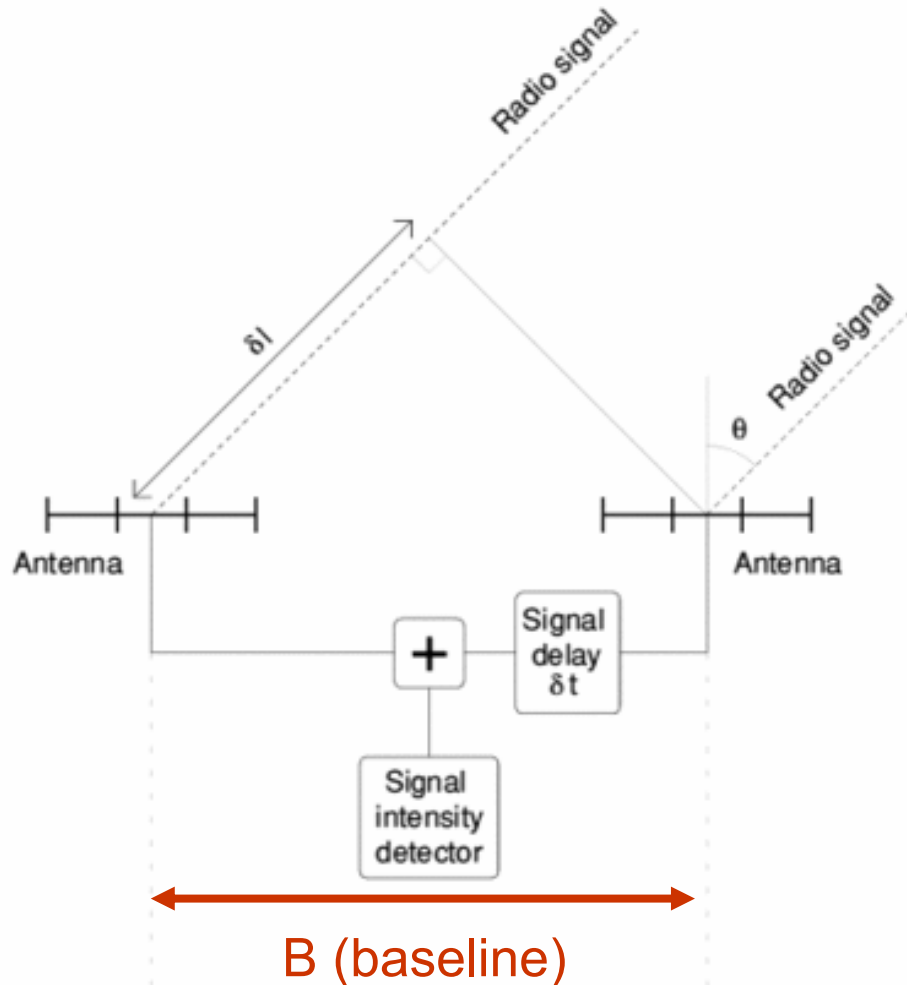 Radio signal
Radio signal
δl
θ
Antenna
Antenna
+
Signal
delay
δt
Signal
intensity
detector
B (baseline)